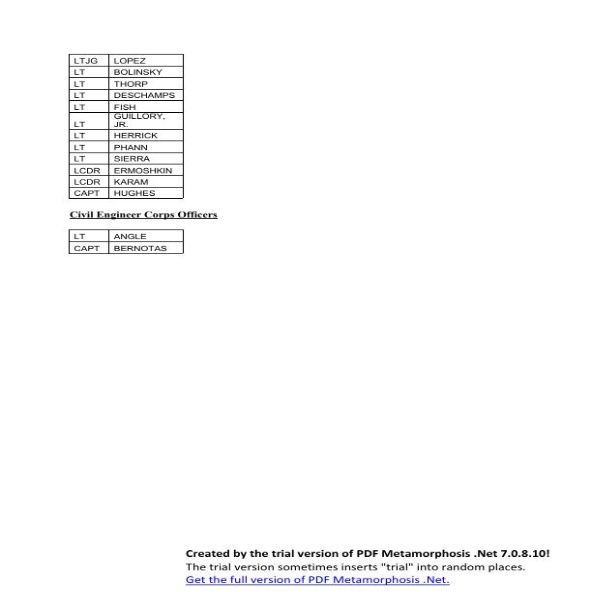 LTJG LOPEZ
LT BOLINSKY
LT THORP
LT DESCHAMPS
LT FISH
GUILLORY,
LT JR.
LT HERRICK
LT PHANN
LT SIERRA
LCDR ERMOSHKIN
LCDR KARAM
CAPT HUGHES
Civil Engineer Corps Officers
LT ANGLE
CAPT BERNOTAS
Created by the trial version of PDF Metamorphosis .Net 7.0.8.10!
The trial version sometimes inserts "trial" into random places.
Get the full version of PDF Metamorphosis .Net.